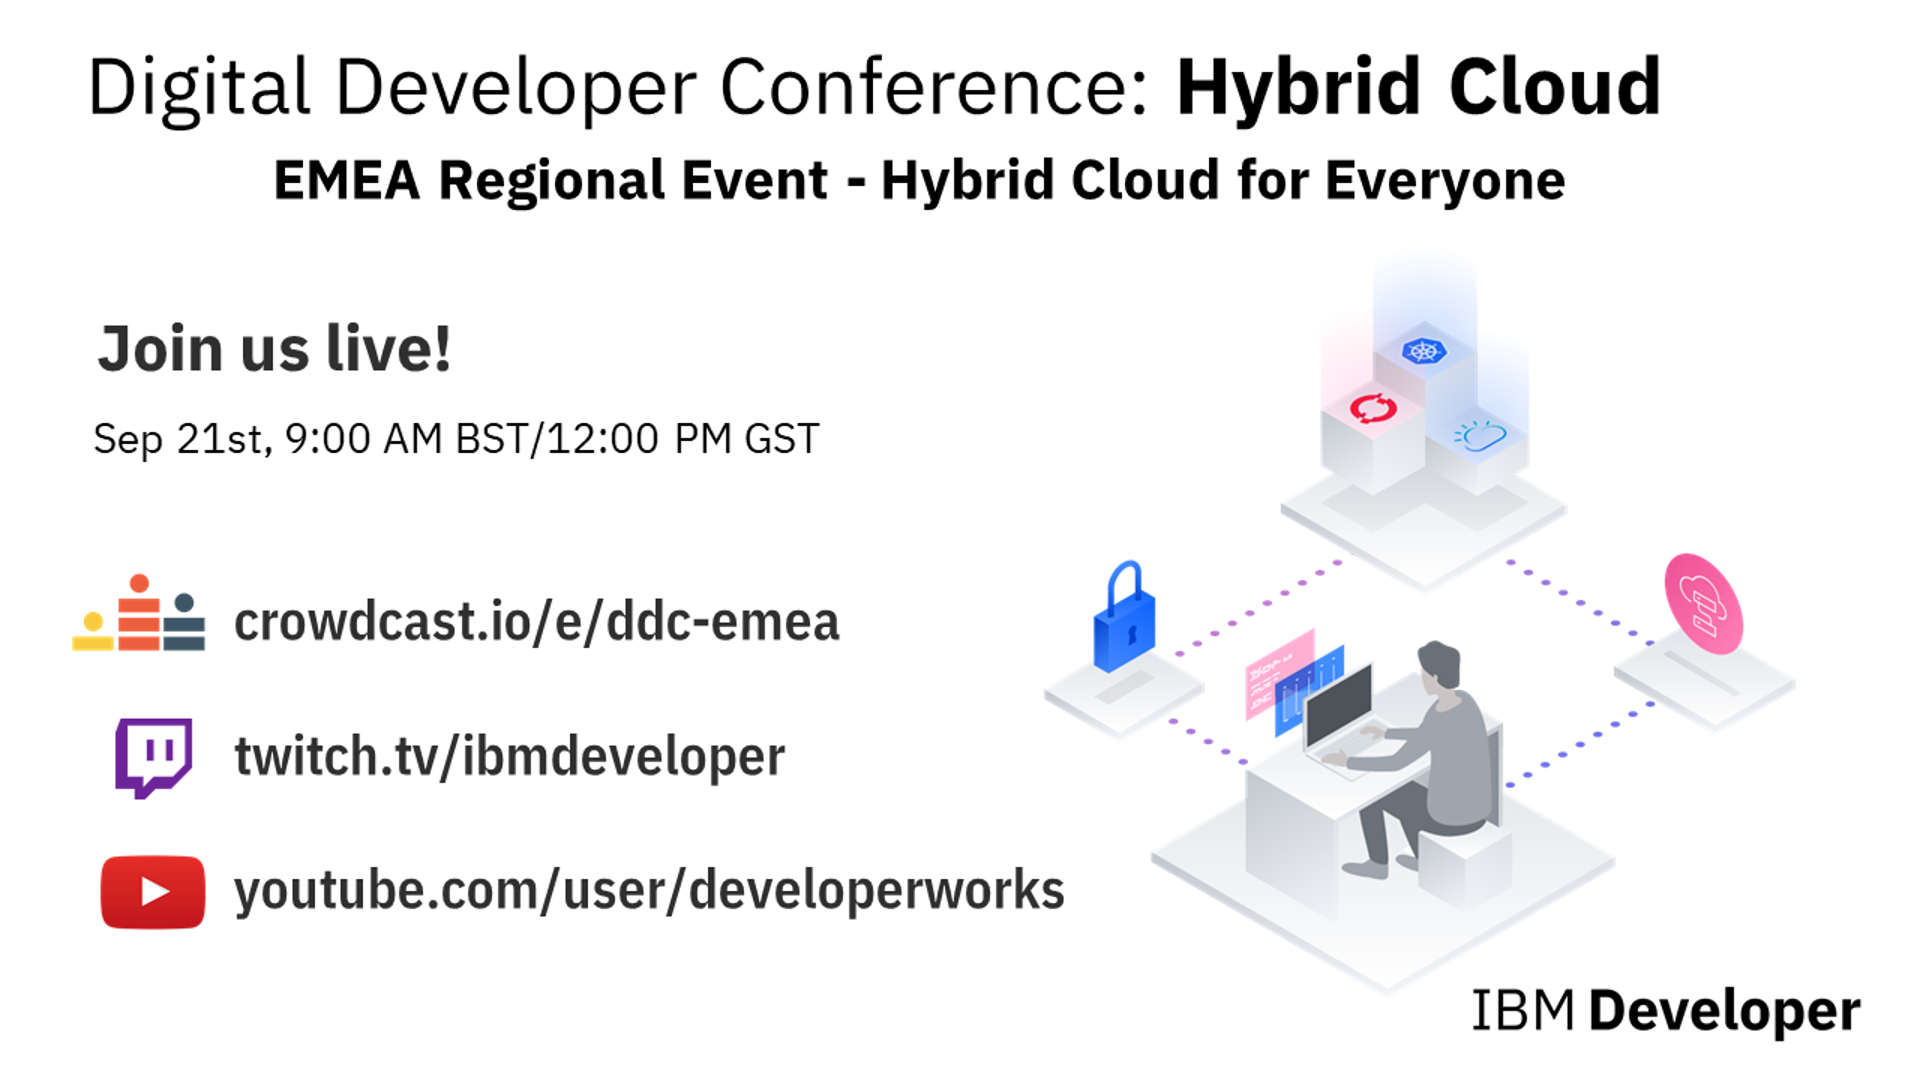 Digital Developer Conference: Hybrid Cloud
EMEA Regional Event - Hybrid Cloud for Everyone
Join us live!
Sep 21st, 9:00 AM BST/12:00 PM GST
crowdcast.io/e/ddc-emea
twitch.tv/ibmdeveloper
youtube.com/user/developerworks
IBM Developer